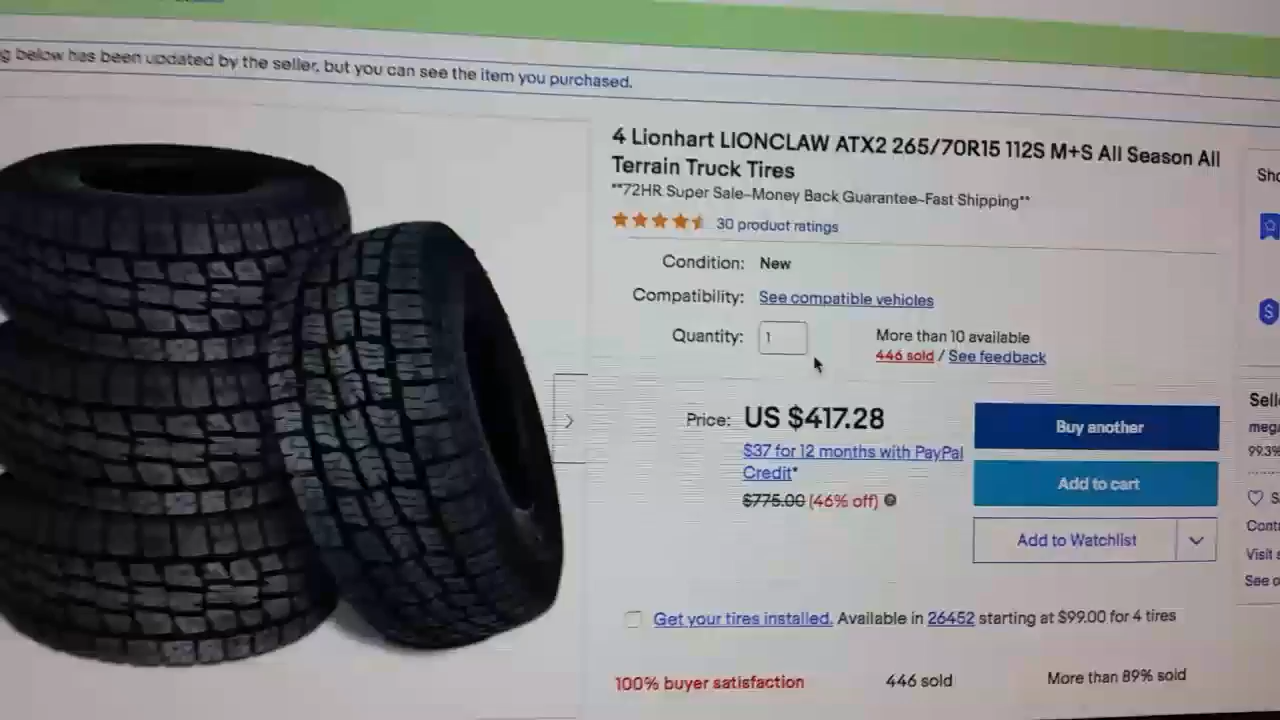 below has been updated by the seller, but you can see the item you purchased.
4 Lionhart LIONCLAW ATX2 265/70R15 112S M+S All Season All
Terrain Truck Tires
**72HR Super Sale~Money Back Guarantee~Fast Shipping**
30 product ratings
Condition: New
Compatibility: See compatible vehicles
Quantity: 1
More than 10 available
446 sold / See feedback
Price: US $417.28
$37 for 12 months with PayPal
Credit*
$775.00 (46% off)
Buy another
Add to cart
Add to Watchlist
Get your tires installed. Available in 26452 starting at $99.00 for 4 tires
100% buyer satisfaction
446 sold
More than 89% sold
99.3%
Visit
See